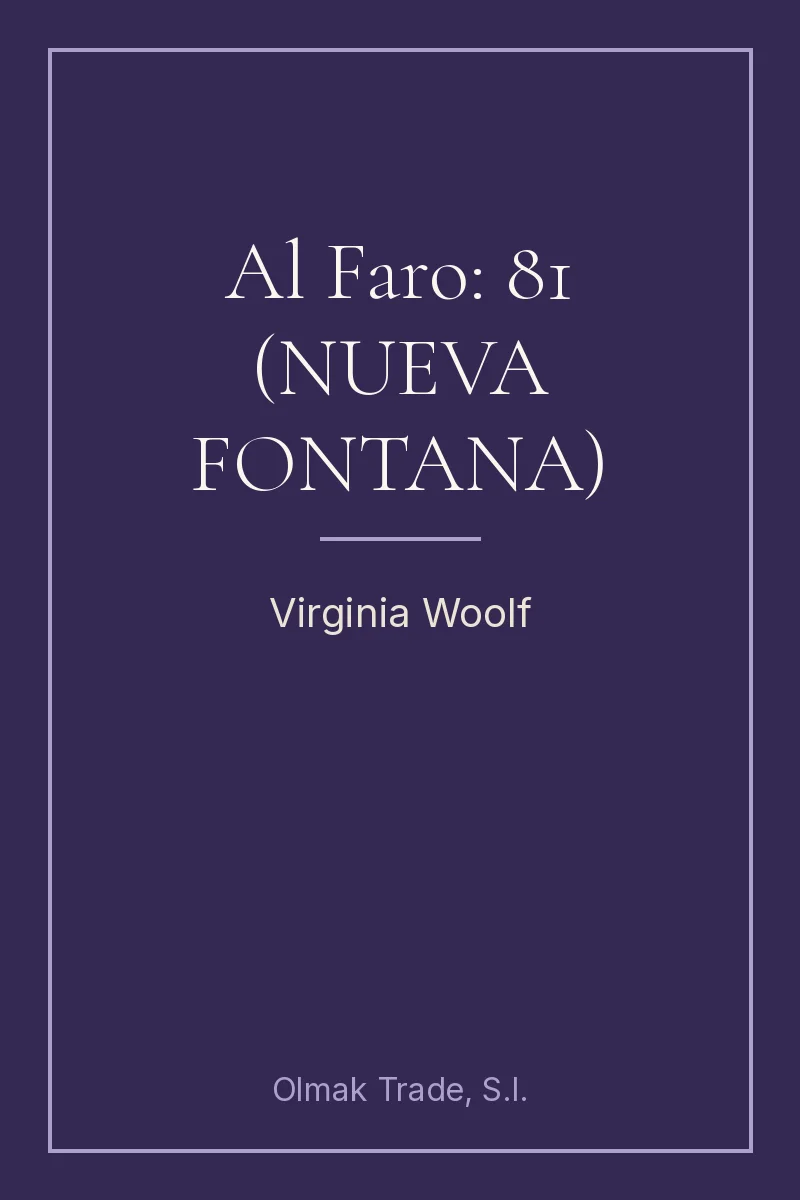 Al Faro: 81
(NUEVA
FONTANA)
Virginia Woolf
Olmak Trade, S.l.